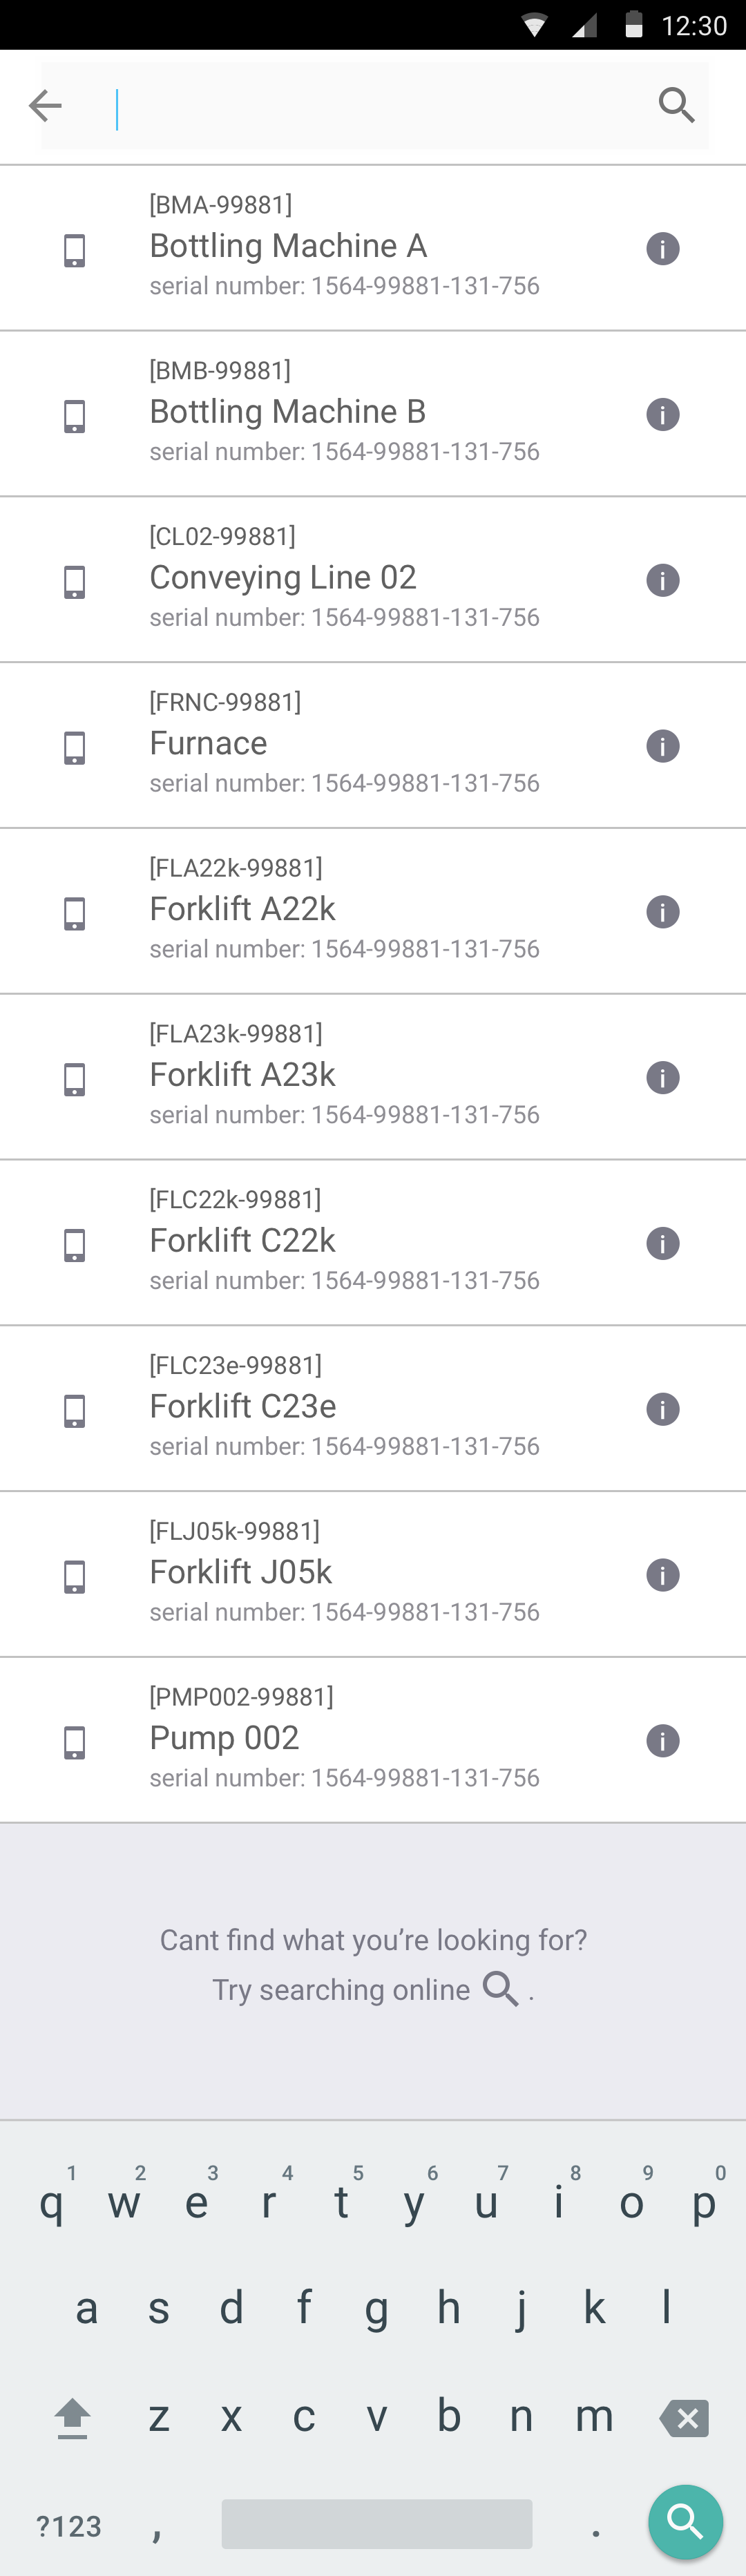 12:30
[BMA-99881]
Bottling Machine A
serial number: 1564-99881-131-756
[BMB-99881]
Bottling Machine B
serial number: 1564-99881-131-756
[CL02-99881]
Conveying Line 02
serial number: 1564-99881-131-756
[FRNC-99881]
Furnace
serial number: 1564-99881-131-756
[FLA22k-99881]
Forklift A22k
serial number: 1564-99881-131-756
[FLA23k-99881]
Forklift A23k
serial number: 1564-99881-131-756
[FLC22k-99881]
Forklift C22k
serial number: 1564-99881-131-756
[FLC23e-99881]
Forklift C23e
serial number: 1564-99881-131-756
[FLJ05k-99881]
Forklift J05k
serial number: 1564-99881-131-756
[PMP002-99881]
Pump 002
serial number: 1564-99881-131-756
Cant find what you’re looking for?
Try searching online .
1 2 3 4 5 6 7 8 9 0
q w e r t y u i o p
a s d f g h j k l
z x c v b n m
?123 , .